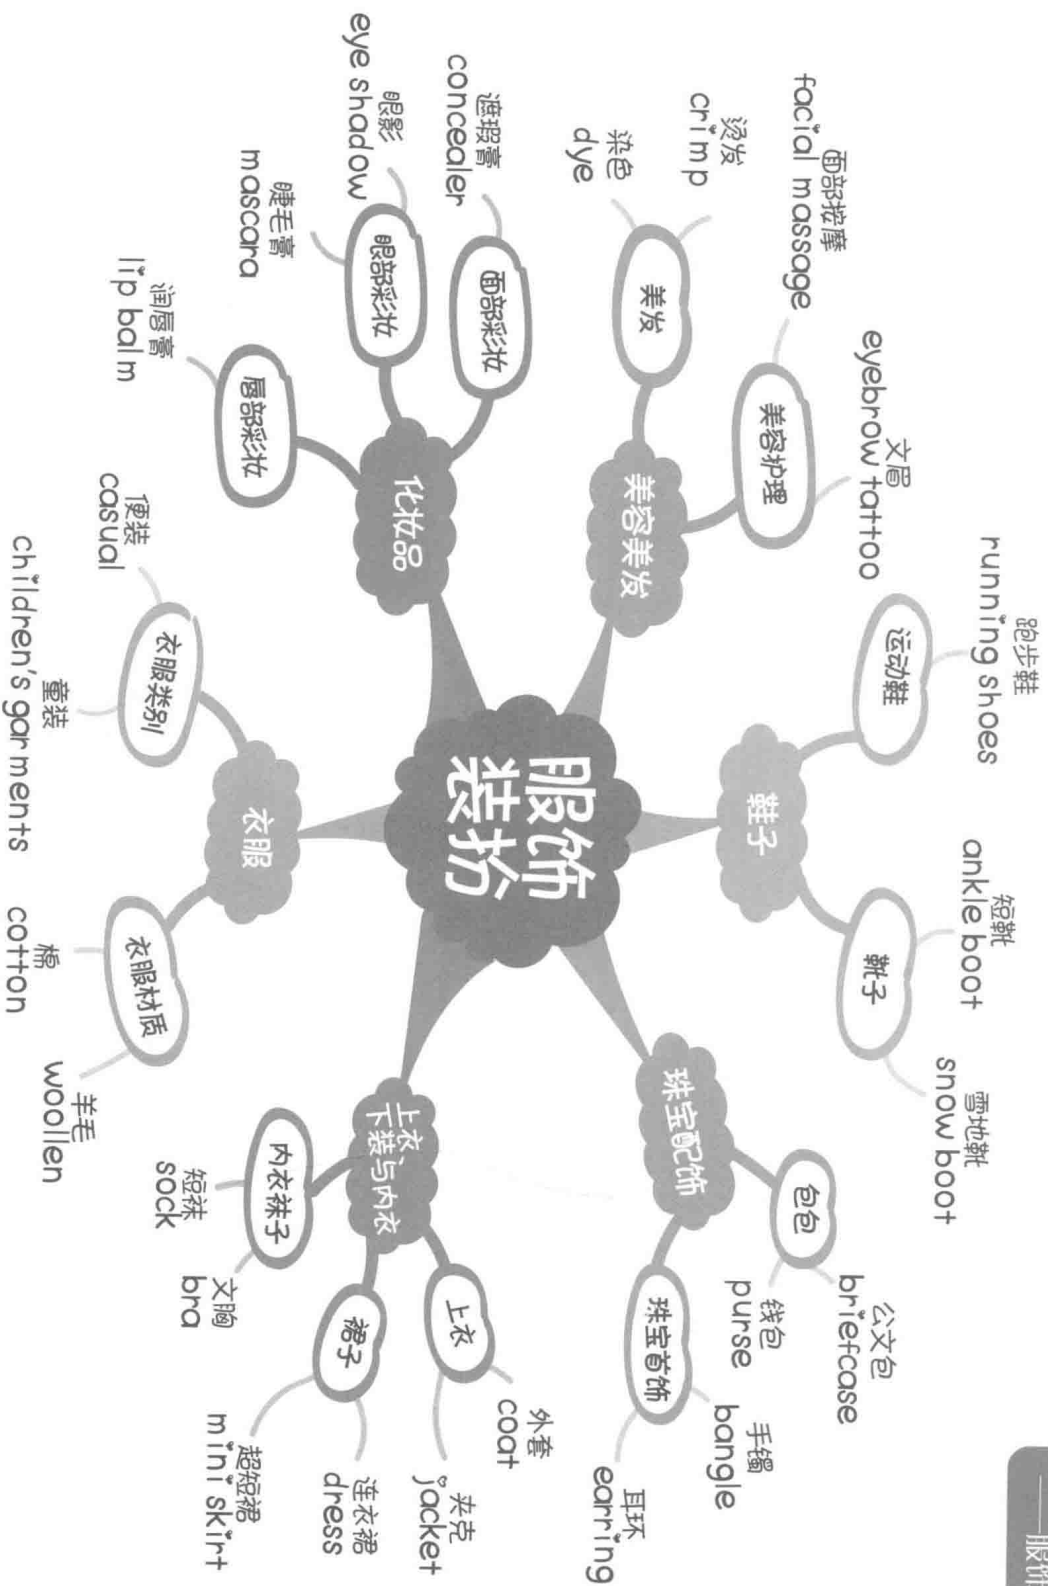 ——服饰
服饰
装扮
鞋子
运动鞋
跑步鞋
running shoes
靴子
短靴
ankle boot
雪地靴
snow boot
珠宝配饰
包包
公文包
briefcase
钱包
purse
珠宝首饰
手镯
bangle
耳环
earring
上衣、
下装与内衣
上衣
外套
coat
夹克
jacket
裙子
连衣裙
dress
超短裙
mini skirt
内衣袜子
文胸
bra
短袜
sock
衣服
衣服材质
羊毛
woollen
棉
cotton
衣服类别
童装
children's garments
便装
casual
化妆品
唇部彩妆
润唇膏
lip balm
眼部彩妆
睫毛膏
mascara
眼影
eye shadow
面部彩妆
遮瑕膏
concealer
美容美发
美发
染色
dye
烫发
crimp
美容护理
面部按摩
facial massage
文眉
eyebrow tattoo